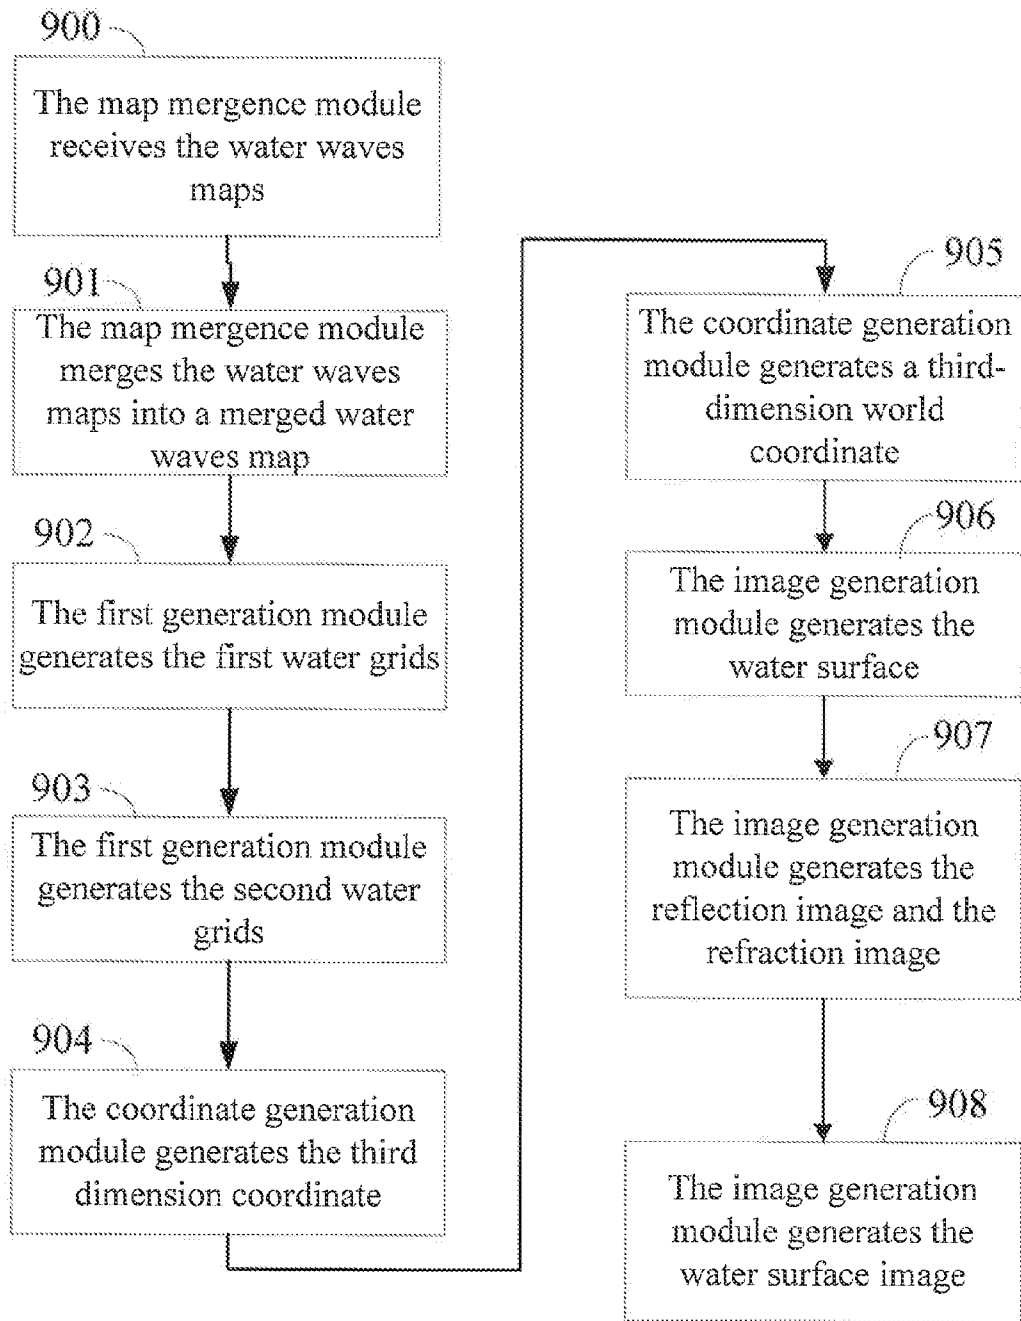 900
The map mergence module
receives the water waves
maps
901
The map mergence module
merges the water waves
maps into a merged water
waves map
902
The first generation module
generates the first water grids
903
The first generation module
generates the second water
grids
904
The coordinate generation
module generates the third
dimension coordinate
905
The coordinate generation
module generates a third-
dimension world
coordinate
906
The image generation
module generates the
water surface
907
The image generation
module generates the
reflection image and the
refraction image
908
The image generation
module generates the
water surface image